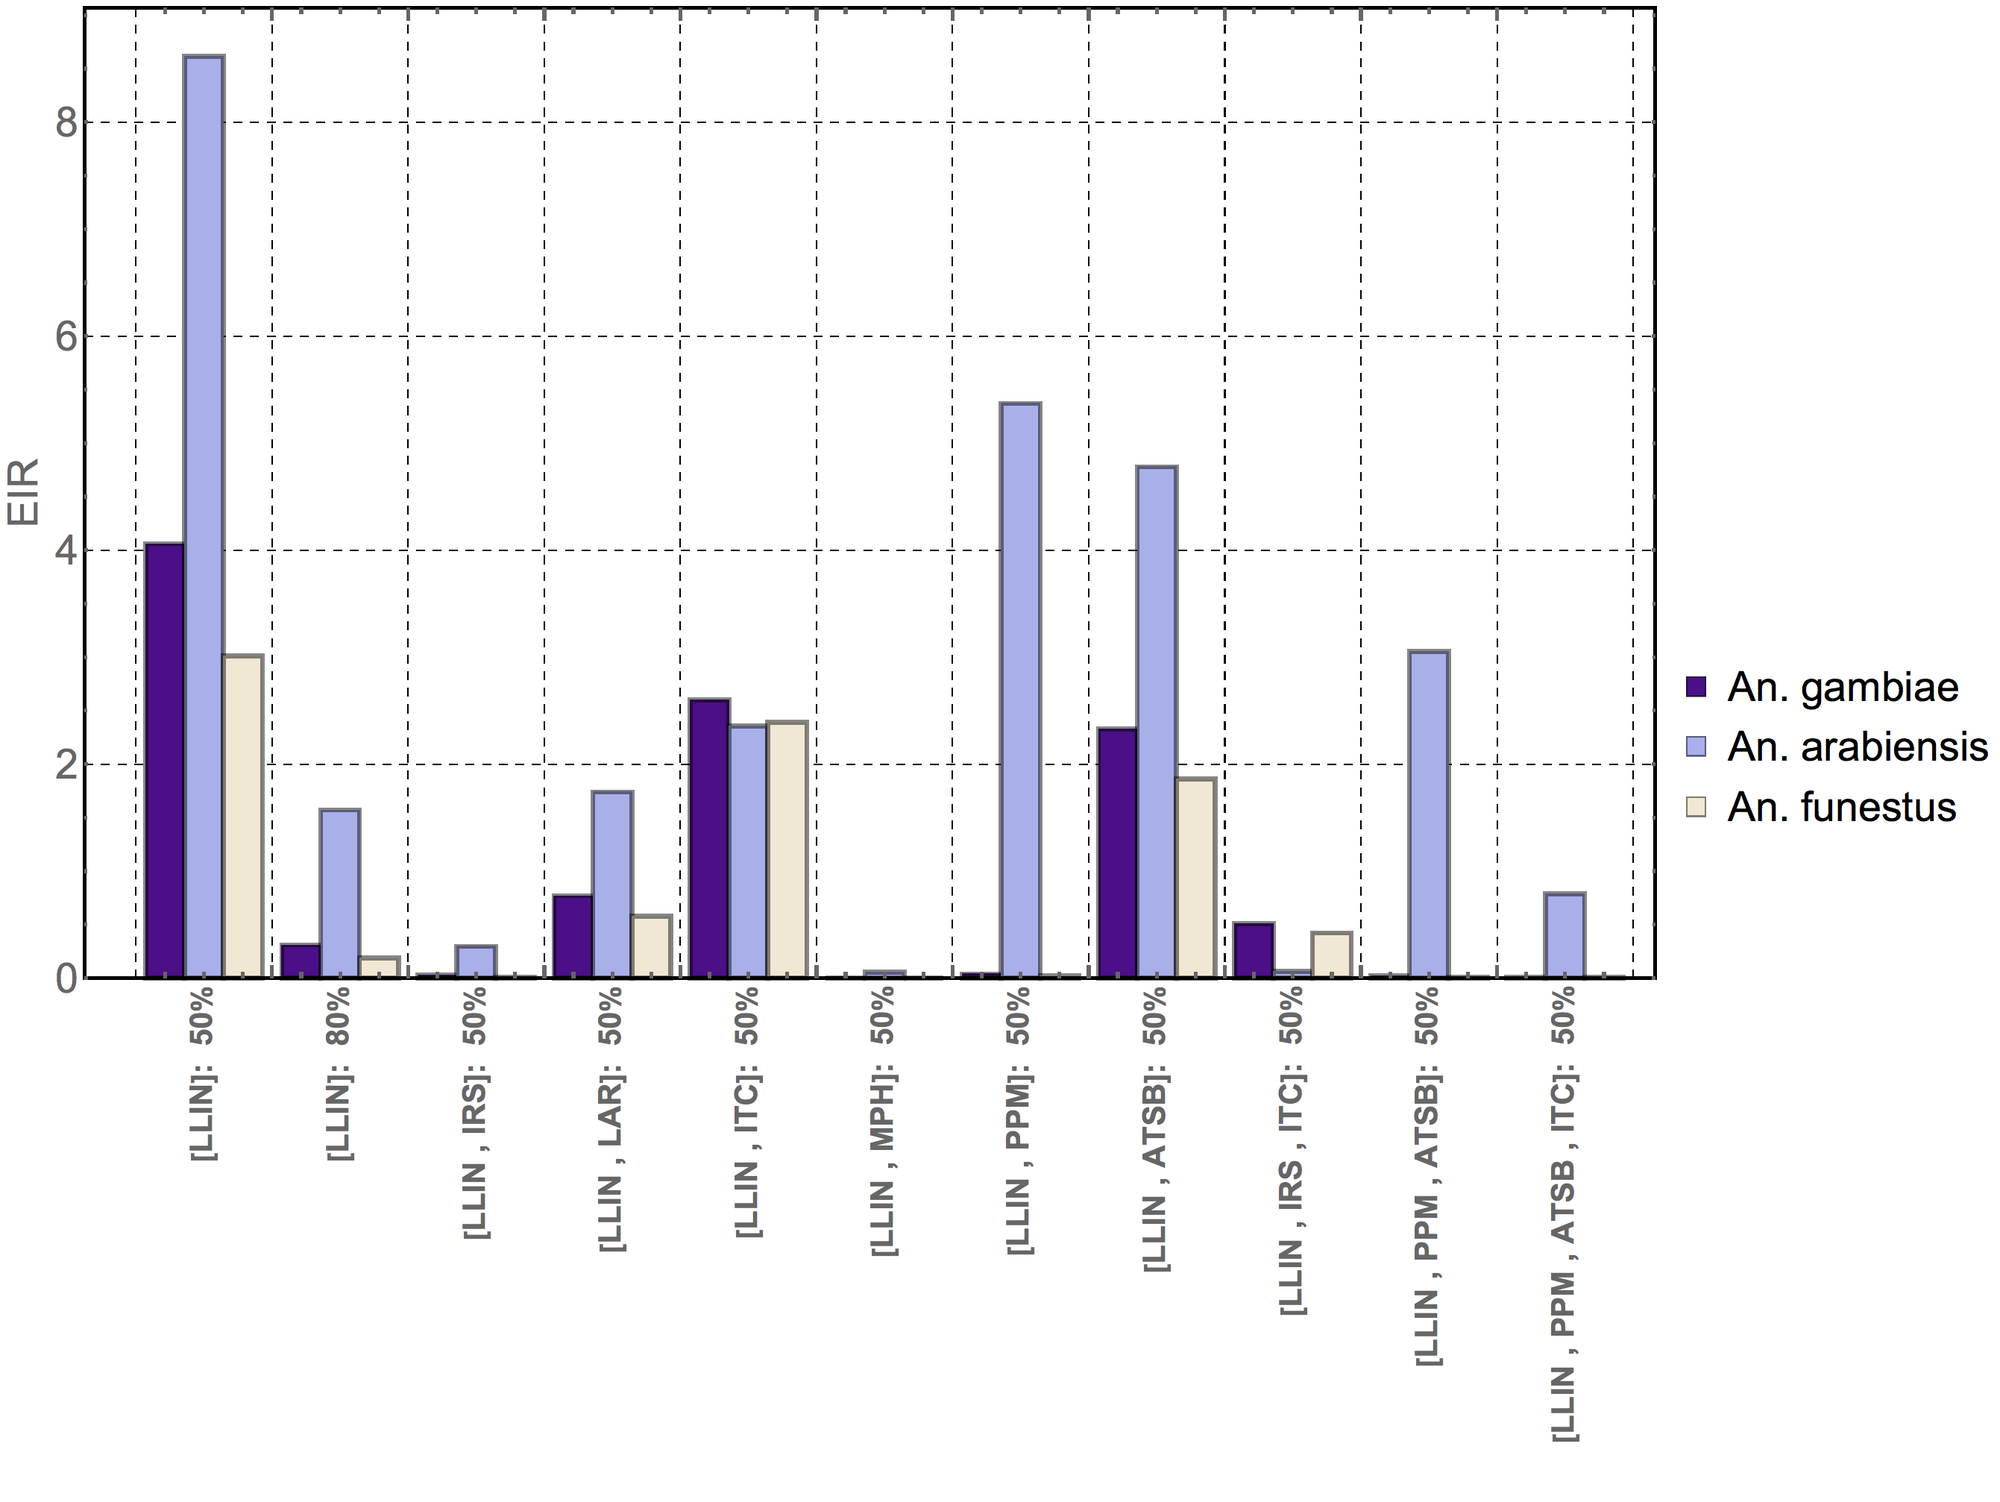 EIR
8
6
4
2
0
[LLIN]: 50%
[LLIN]: 80%
[LLIN , IRS]: 50%
[LLIN , LAR]: 50%
[LLIN , ITC]: 50%
[LLIN , MPH]: 50%
[LLIN , PPM]: 50%
[LLIN , ATSB]: 50%
[LLIN , IRS , ITC]: 50%
[LLIN , PPM , ATSB]: 50%
[LLIN , PPM , ATSB , ITC]: 50%
An. gambiae
An. arabiensis
An. funestus